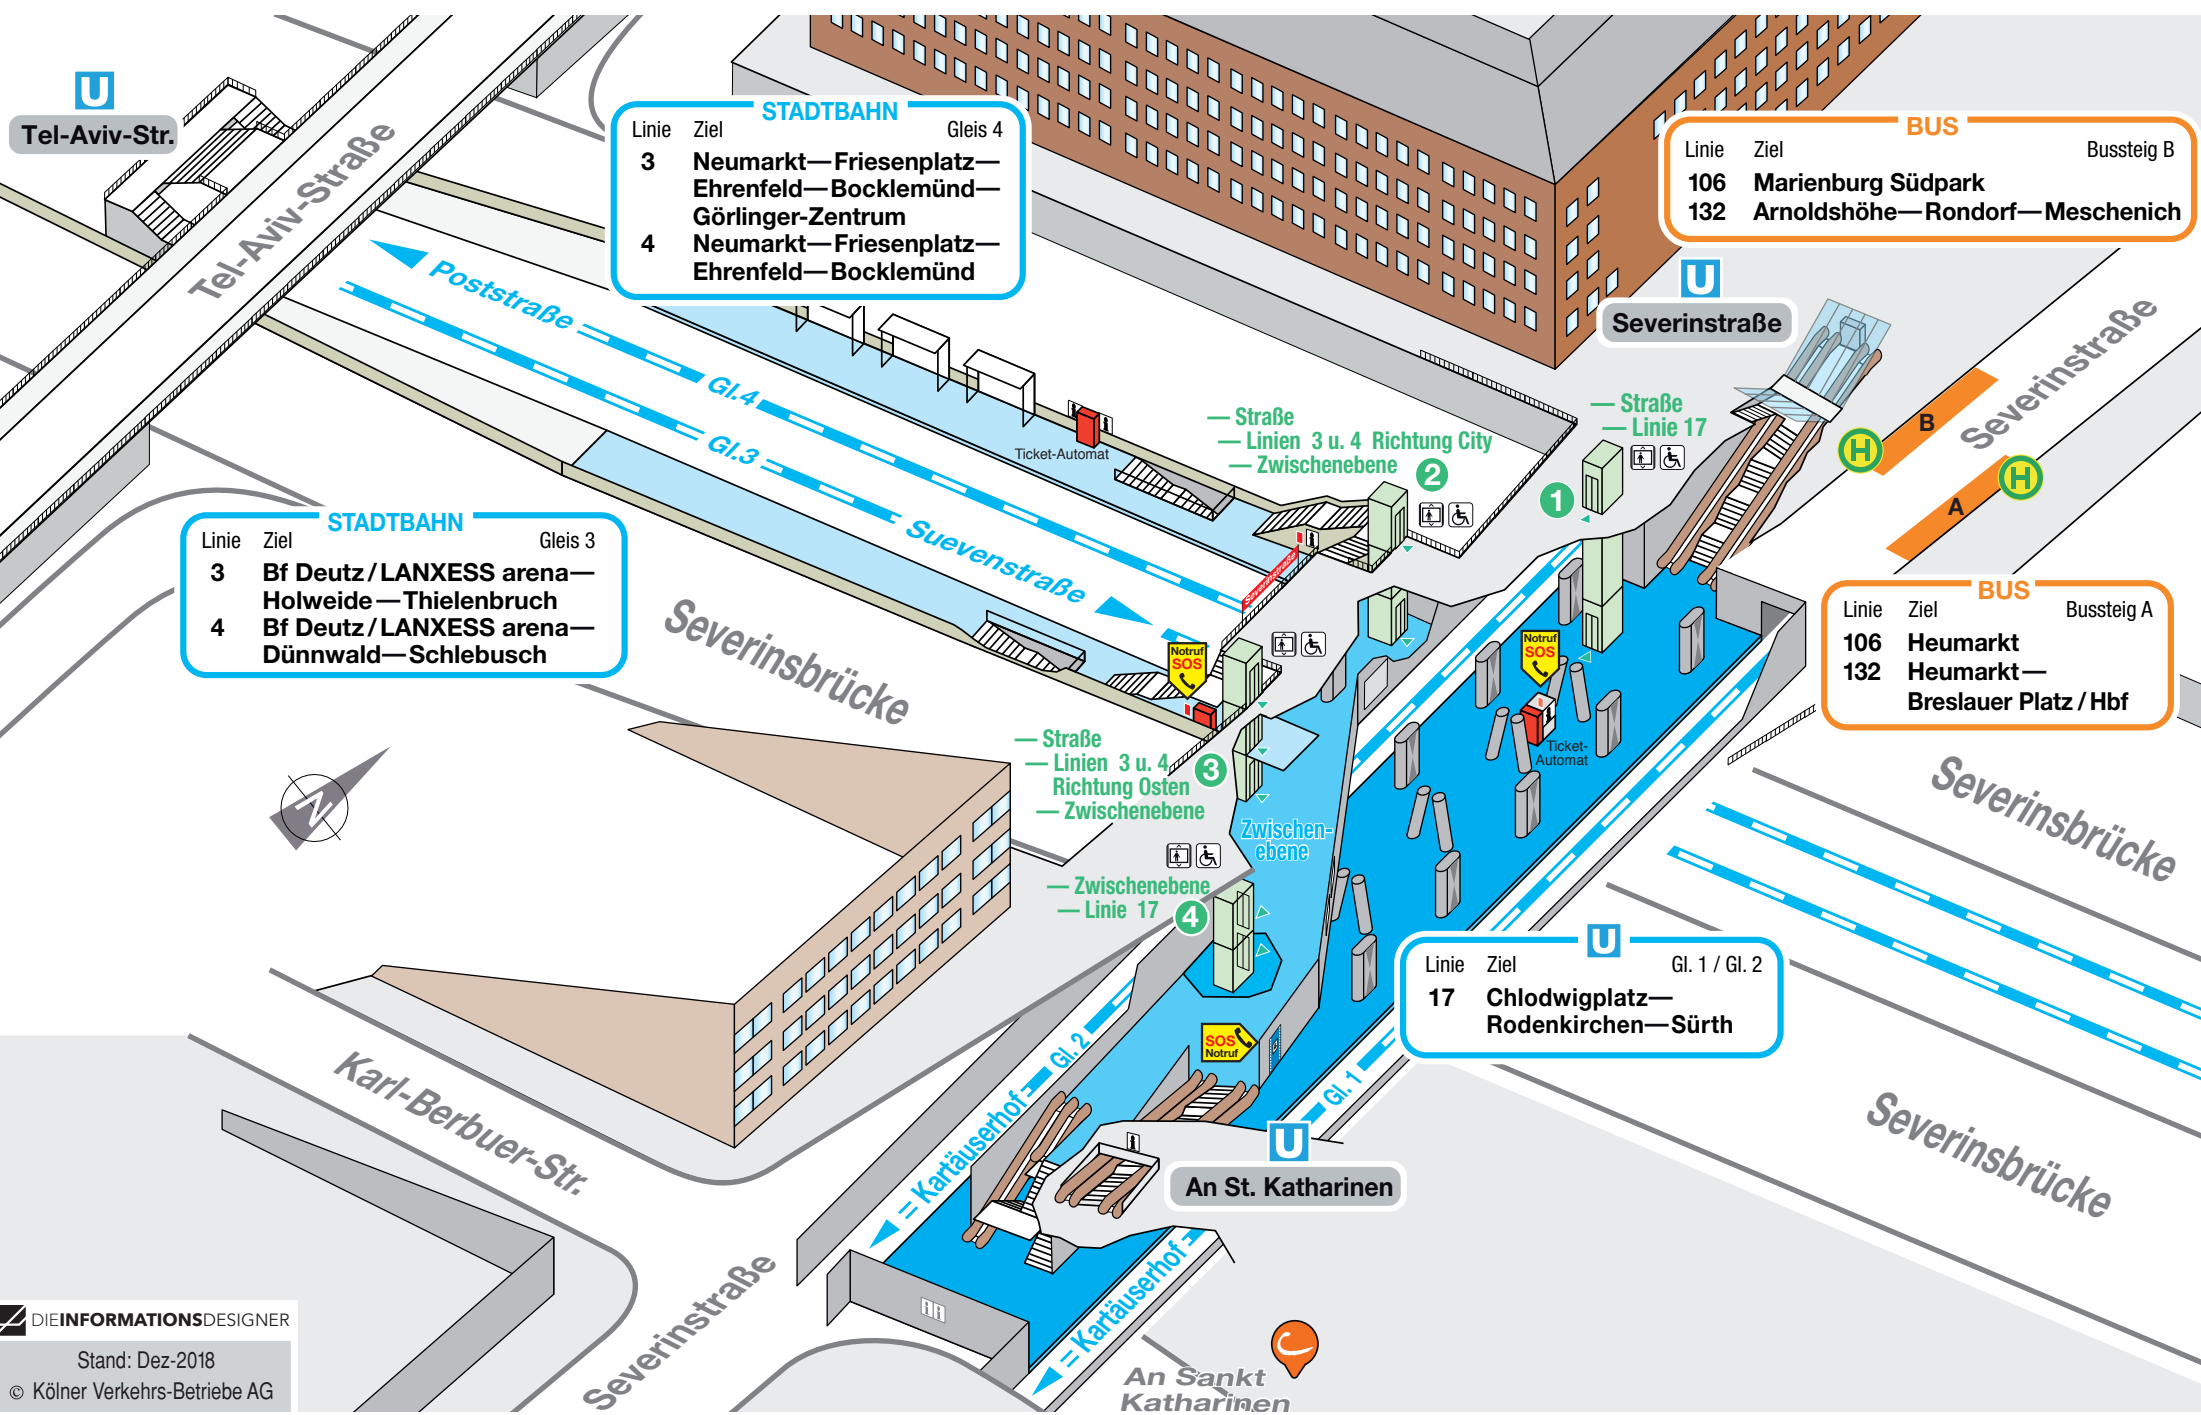 U
Tel-Aviv-Str.
Tel-Aviv-Straße
STADTBAHN
Linie Ziel Gleis 4
3 Neumarkt—Friesenplatz—
Ehrenfeld—Bocklemünd—
Görlinger-Zentrum
4 Neumarkt—Friesenplatz—
Ehrenfeld—Bocklemünd
BUS
Linie Ziel Bussteig B
106 Marienburg Südpark
132 Arnoldshöhe—Rondorf—Meschenich
U
Severinstraße
Severinstraße
B
H
A
H
Poststraße
Gl.4
Gl.3
Suevenstraße
Ticket-Automat
— Straße
— Linien 3 u. 4 Richtung City
— Zwischenebene
2
— Straße
— Linie 17
1
Severinstraße
STADTBAHN
Linie Ziel Gleis 3
3 Bf Deutz/LANXESS arena—
Holweide—Thielenbruch
4 Bf Deutz/LANXESS arena—
Dünnwald—Schlebusch
BUS
Linie Ziel Bussteig A
106 Heumarkt
132 Heumarkt—
Breslauer Platz/Hbf
Severinsbrücke
Notruf
SOS
Notruf
SOS
Ticket-
Automat
— Straße
— Linien 3 u. 4
Richtung Osten
— Zwischenebene
3
Zwischen-
ebene
— Zwischenebene
— Linie 17
4
N
Severinsbrücke
U
Linie Ziel Gl. 1 / Gl. 2
17 Chlodwigplatz—
Rodenkirchen—Sürth
SOS
Notruf
Gl. 2
Gl. 1
Kartäuserhof
Kartäuserhof
U
An St. Katharinen
Severinsbrücke
Karl-Berbuer-Str.
Severinstraße
An Sankt
Katharinen
DIEINFORMATIONSDESIGNER
Stand: Dez-2018
© Kölner Verkehrs-Betriebe AG